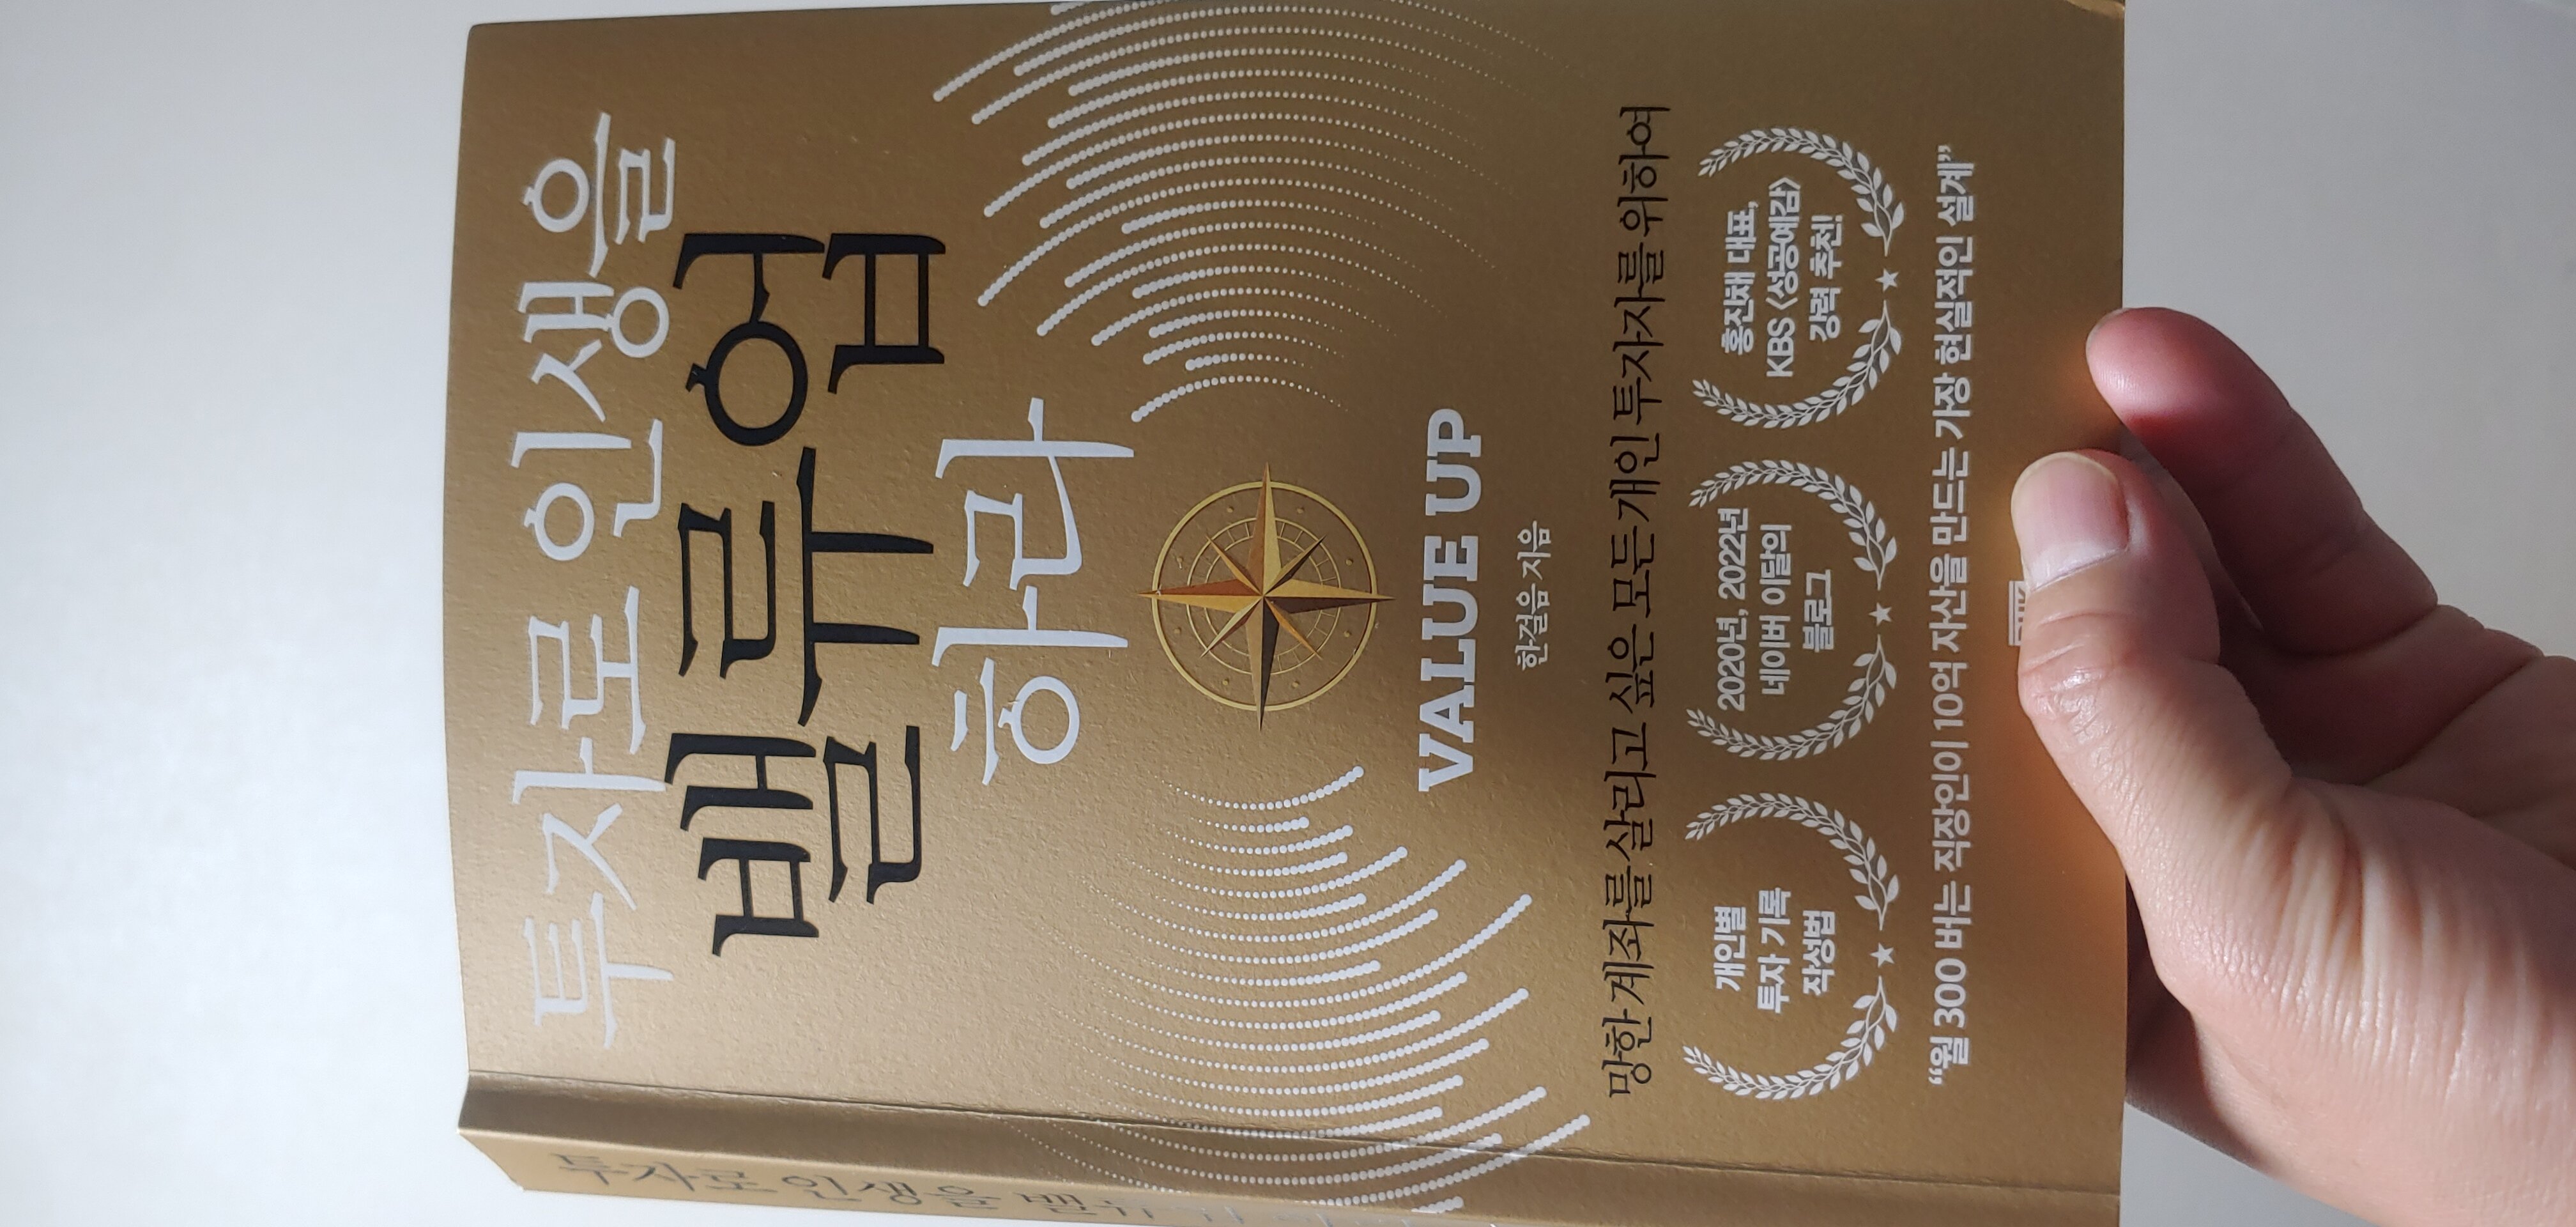 투자로 인생을
밸류업
하라
VALUE UP
한걸음 지음
망한 계좌를 살리고 싶은 모든 개인 투자자를 위하여
개인별
투자 기록
작성법
2020년, 2022년
네이버 이달의
블로그
홍진채 대표,
KBS <성공예감>
강력 추천!
“월 300 버는 직장인이 10억 자산을 만드는 가장 현실적인 설계”
투자로 인생을 밸류업